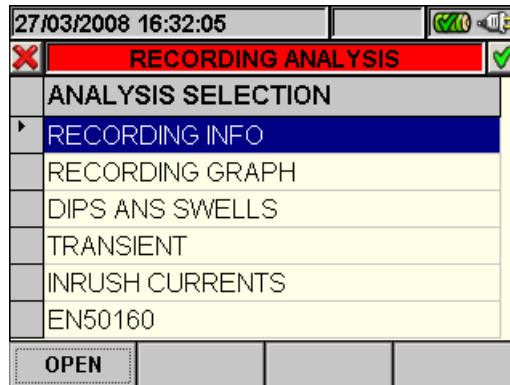 27/03/2008 16:32:05
RECORDING ANALYSIS
ANALYSIS SELECTION
RECORDING INFO
RECORDING GRAPH
DIPS ANS SWELLS
TRANSIENT
INRUSH CURRENTS
EN50160
OPEN